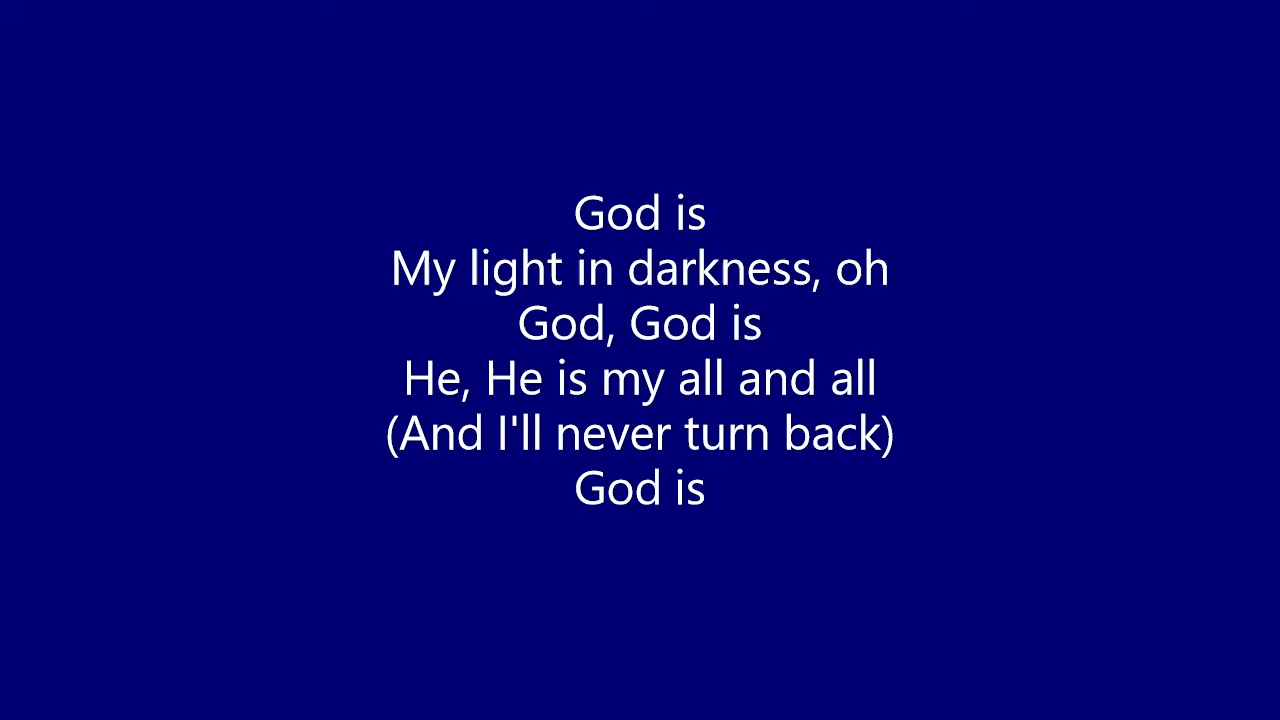 God is
My light in darkness, oh
God, God is
He, He is my all and all
(And I'll never turn back)
God is